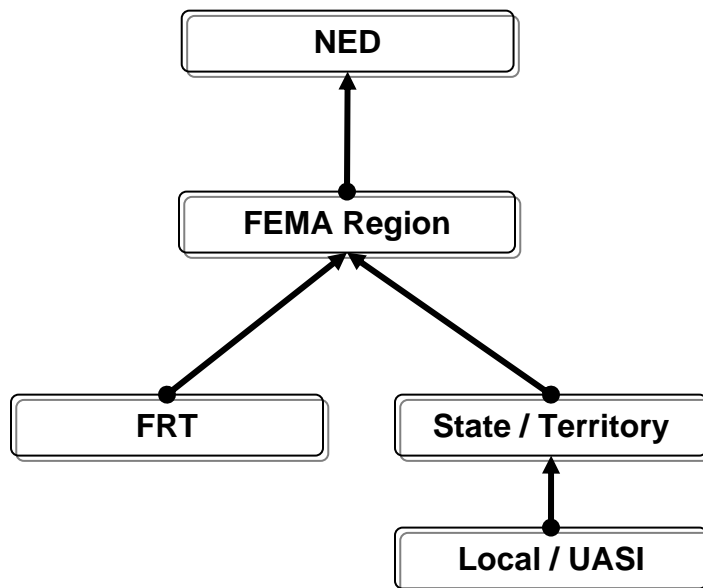 NED
FEMA Region
FRT
State / Territory
Local / UASI